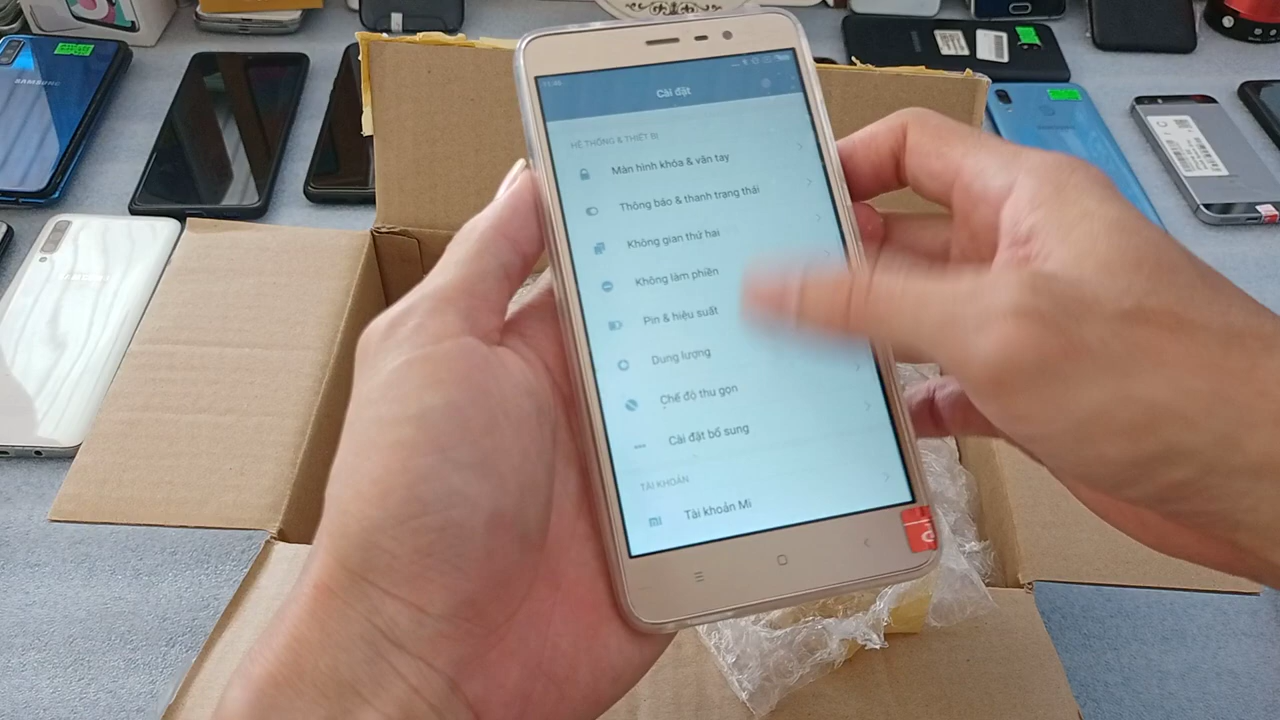 SAMSUNG
Cài đặt
HỆ THỐNG & THIẾT BỊ
Màn hình khóa & vân tay
Thông báo & thanh trạng thái
Không gian thứ hai
Không làm phiền
Pin & hiệu suất
Dung lượng
Chế độ thu gọn
Cài đặt bổ sung
TÀI KHOẢN
mi Tài khoản Mi